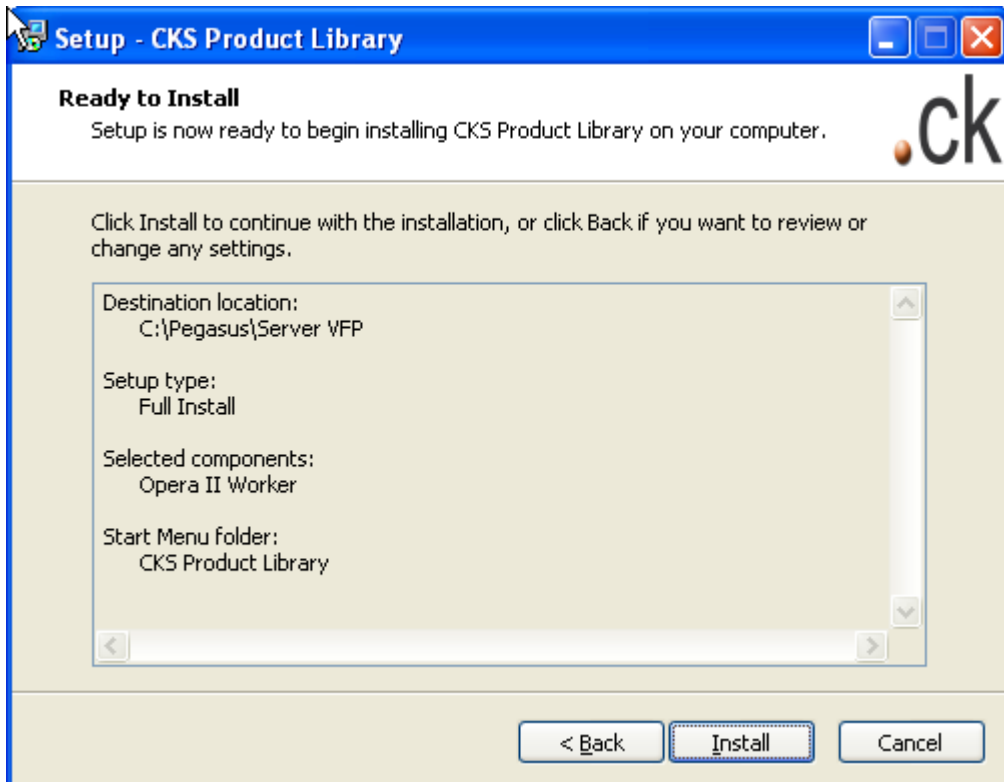 Setup - CKS Product Library
Ready to Install
Setup is now ready to begin installing CKS Product Library on your computer.
.ck
Click Install to continue with the installation, or click Back if you want to review or
change any settings.
Destination location:
C:\Pegasus\Server VFP
Setup type:
Full Install
Selected components:
Opera II Worker
Start Menu folder:
CKS Product Library
< Back
Install
Cancel